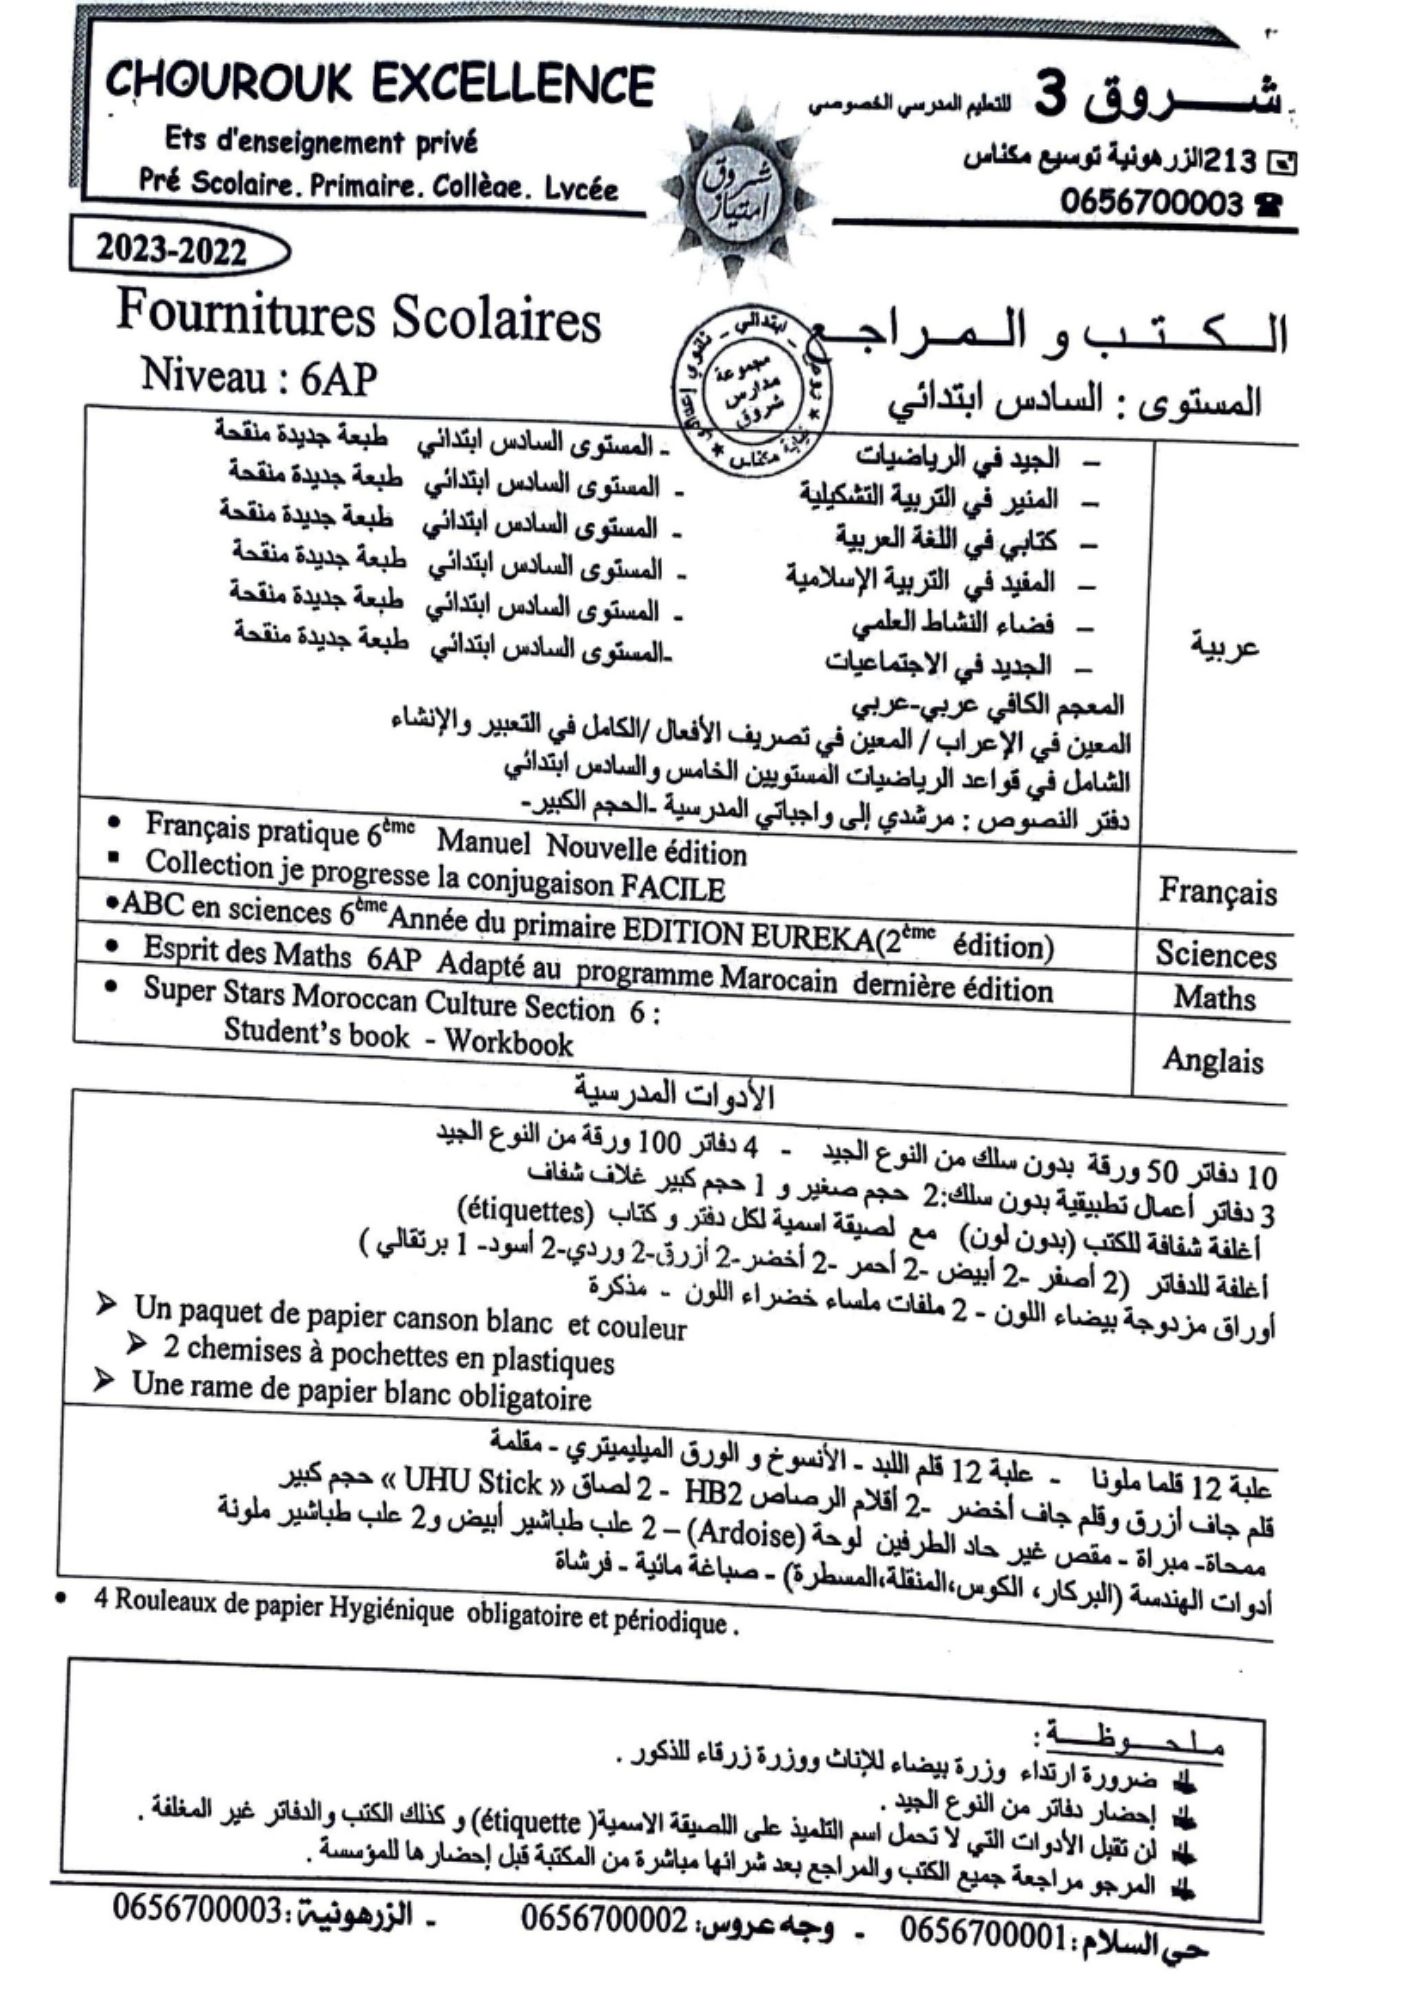 CHOUROUK EXCELLENCE
Ets d'enseignement privé
Pré Scolaire. Primaire. Collège. Lycée
شـــروق 3 للتعليم المدرسي الخصوصي
213الزرهونية توسيع مكناس
0656700003
شروق
امتياز
2023-2022
Fournitures Scolaires
Niveau : 6AP
الـكـتـب و الـمـراجـع
المستوى : السادس ابتدائي
مجموعة
مدارس
شروق
عربية
– الجيد في الرياضيات - المستوى السادس ابتدائي طبعة جديدة منقحة
– المنير في التربية التشكيلية - المستوى السادس ابتدائي طبعة جديدة منقحة
– كتابي في اللغة العربية - المستوى السادس ابتدائي طبعة جديدة منقحة
– المفيد في التربية الإسلامية - المستوى السادس ابتدائي طبعة جديدة منقحة
– فضاء النشاط العلمي - المستوى السادس ابتدائي طبعة جديدة منقحة
– الجديد في الاجتماعيات -المستوى السادس ابتدائي طبعة جديدة منقحة
المعجم الكافي عربي-عربي
المعين في الإعراب / المعين في تصريف الأفعال /الكامل في التعبير والإنشاء
الشامل في قواعد الرياضيات المستويين الخامس والسادس ابتدائي
دفتر النصوص : مرشدي إلى واجباتي المدرسية -الحجم الكبير-
• Français pratique 6ème Manuel Nouvelle édition
▪ Collection je progresse la conjugaison FACILE
Français
•ABC en sciences 6ème Année du primaire EDITION EUREKA(2ème édition)
Sciences
• Esprit des Maths 6AP Adapté au programme Marocain dernière édition
Maths
• Super Stars Moroccan Culture Section 6 :
Student's book - Workbook
Anglais
الأدوات المدرسية
10 دفاتر 50 ورقة بدون سلك من النوع الجيد - 4 دفاتر 100 ورقة من النوع الجيد
3 دفاتر أعمال تطبيقية بدون سلك:2 حجم صغير و 1 حجم كبير غلاف شفاف
أغلفة شفافة للكتب (بدون لون) مع لصيقة اسمية لكل دفتر و كتاب (étiquettes)
أغلفة للدفاتر (2 أصفر -2 أبيض -2 أحمر -2 أخضر-2 أزرق-2 وردي-2 أسود- 1 برتقالي )
أوراق مزدوجة بيضاء اللون - 2 ملفات ملساء خضراء اللون - مذكرة
➢ Un paquet de papier canson blanc et couleur
➢ 2 chemises à pochettes en plastiques
➢ Une rame de papier blanc obligatoire
علبة 12 قلما ملونا - علبة 12 قلم اللبد - الأنسوخ و الورق الميليميتري - مقلمة
قلم جاف أزرق وقلم جاف أخضر -2 أقلام الرصاص HB2 - 2 لصاق « UHU Stick » حجم كبير
ممحاة- مبراة - مقص غير حاد الطرفين لوحة (Ardoise) – 2 علب طباشير أبيض و2 علب طباشير ملونة
أدوات الهندسة (البركار، الكوس،المنقلة،المسطرة) - صباغة مائية - فرشاة
• 4 Rouleaux de papier Hygiénique obligatoire et périodique .
ملحوظة :
ضرورة ارتداء وزرة بيضاء للإناث ووزرة زرقاء للذكور .
إحضار دفاتر من النوع الجيد .
لن تقبل الأدوات التي لا تحمل اسم التلميذ على اللصيقة الاسمية( étiquette) و كذلك الكتب والدفاتر غير المغلفة .
المرجو مراجعة جميع الكتب والمراجع بعد شرائها مباشرة من المكتبة قبل إحضارها للمؤسسة .
حي السلام:0656700001 - وجه عروس: 0656700002 - الزرهونية:0656700003